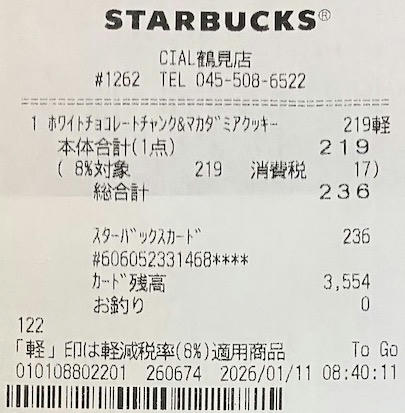 STARBUCKS®
CIAL鶴見店
#1262 TEL 045-508-6522
1 ﾎﾜｲﾄﾁｮｺﾚｰﾄﾁｬﾝｸ&ﾏｶﾀﾞﾐｱｸｯｷｰ 219軽
本体合計(1点) 219
( 8%対象 219 消費税 17)
総合計 236
ｽﾀｰﾊﾞｯｸｽｶｰﾄﾞ 236
#606052331468****
ｶｰﾄﾞ残高 3,554
お釣り 0
122
「軽」印は軽減税率(8%)適用商品 To Go
010108802201 260674 2026/01/11 08:40:11